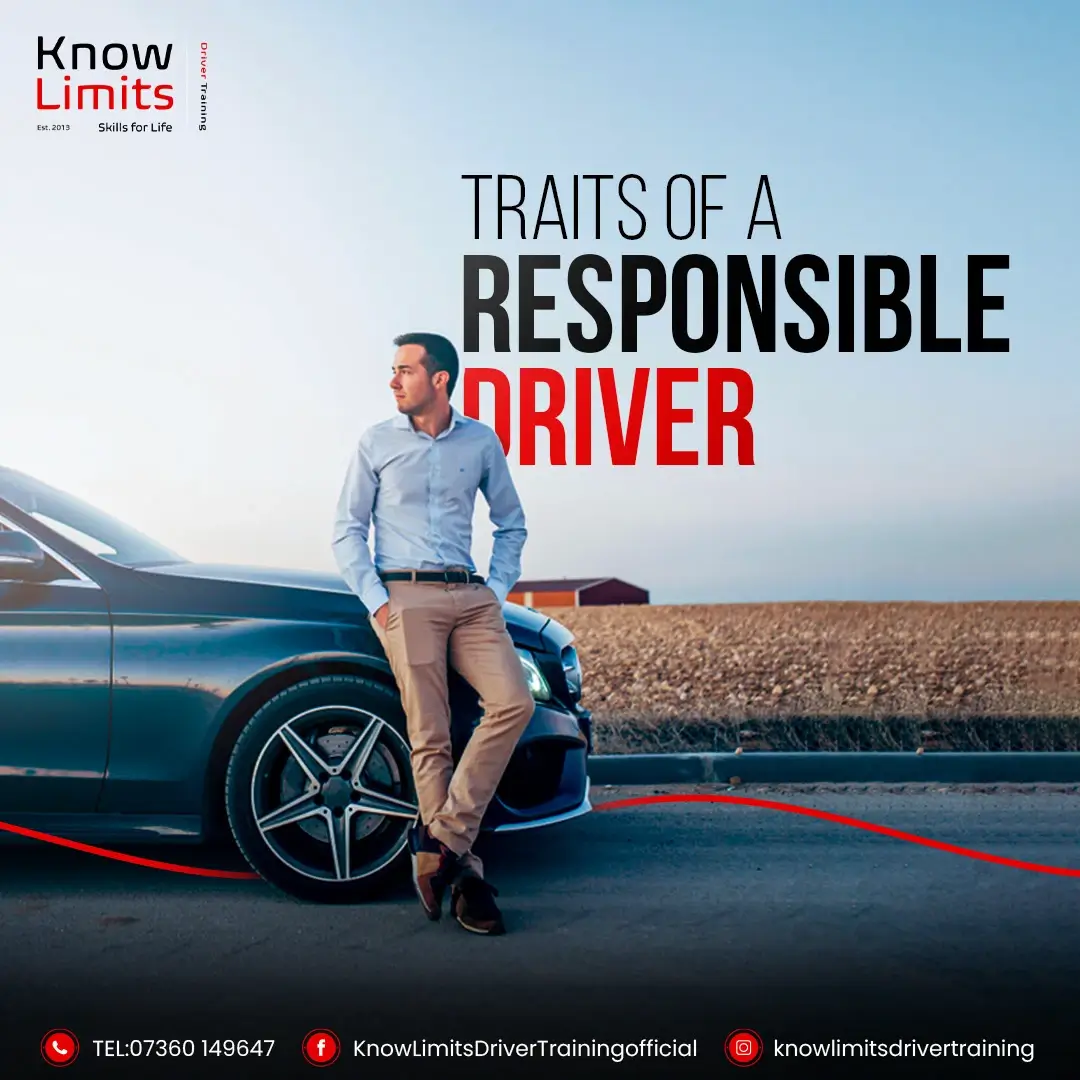 Know
Limits
Driver Training
Est. 2013
Skills for Life
TRAITS OF A
RESPONSIBLE
DRIVER
TEL:07360 149647
KnowLimitsDriverTrainingofficial
knowlimitsdrivertraining